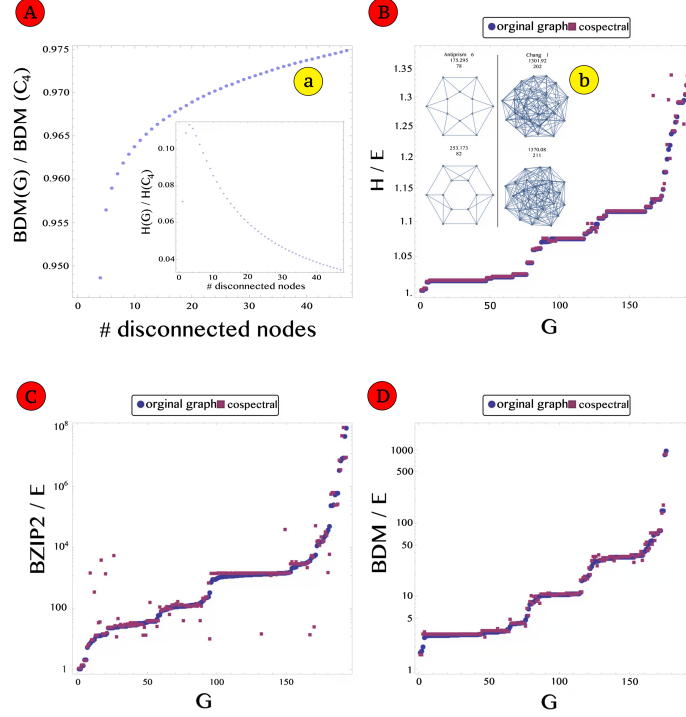 A
BDM(G) / BDM (C4)
0.975
0.970
0.965
0.960
0.955
0.950
0
10
20
30
40
# disconnected nodes
a
H(G) / H(C4)
0.10
0.08
0.06
0.04
0
10
20
30
40
# disconnected nodes
B
orginal graph
cospectral
H / E
1.35
1.3
1.25
1.2
1.15
1.1
1.05
1.
0
50
100
150
G
b
Antiprism 6
175.295
78
Chang 1
1301.92
202
253.173
82
1370.08
211
C
orginal graph
cospectral
BZIP2 / E
10^8
10^6
10^4
100
1
0
50
100
150
G
D
orginal graph
cospectral
BDM / E
1000
500
100
50
10
5
1
0
50
100
150
G